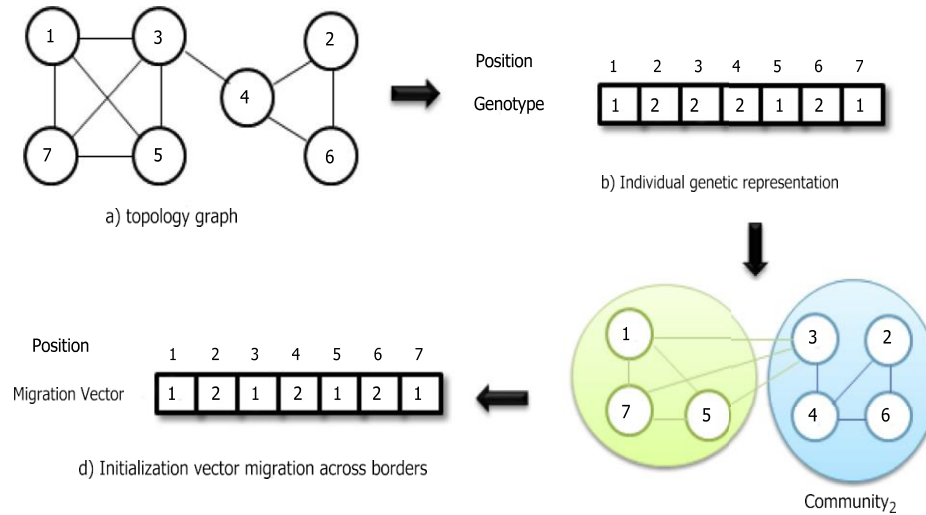 1 3 2
4
7 5 6
a) topology graph
Position 1 2 3 4 5 6 7
Genotype 1 2 2 2 1 2 1
b) Individual genetic representation
1 3 2
7 5 4 6
Community2
Position 1 2 3 4 5 6 7
Migration Vector 1 2 1 2 1 2 1
d) Initialization vector migration across borders